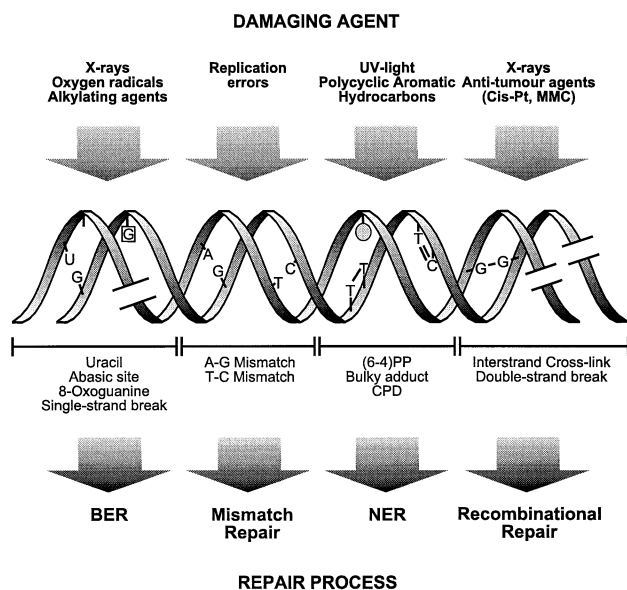 DAMAGING AGENT
X-rays
Oxygen radicals
Alkylating agents
Replication
errors
UV-light
Polycyclic Aromatic
Hydrocarbons
X-rays
Anti-tumour agents
(Cis-Pt, MMC)
U
G
G
A
G
T
C
T
T
T
C
G
G
Uracil
Abasic site
8-Oxoguanine
Single-strand break
A-G Mismatch
T-C Mismatch
(6-4)PP
Bulky adduct
CPD
Interstrand Cross-link
Double-strand break
BER
Mismatch
Repair
NER
Recombinational
Repair
REPAIR PROCESS